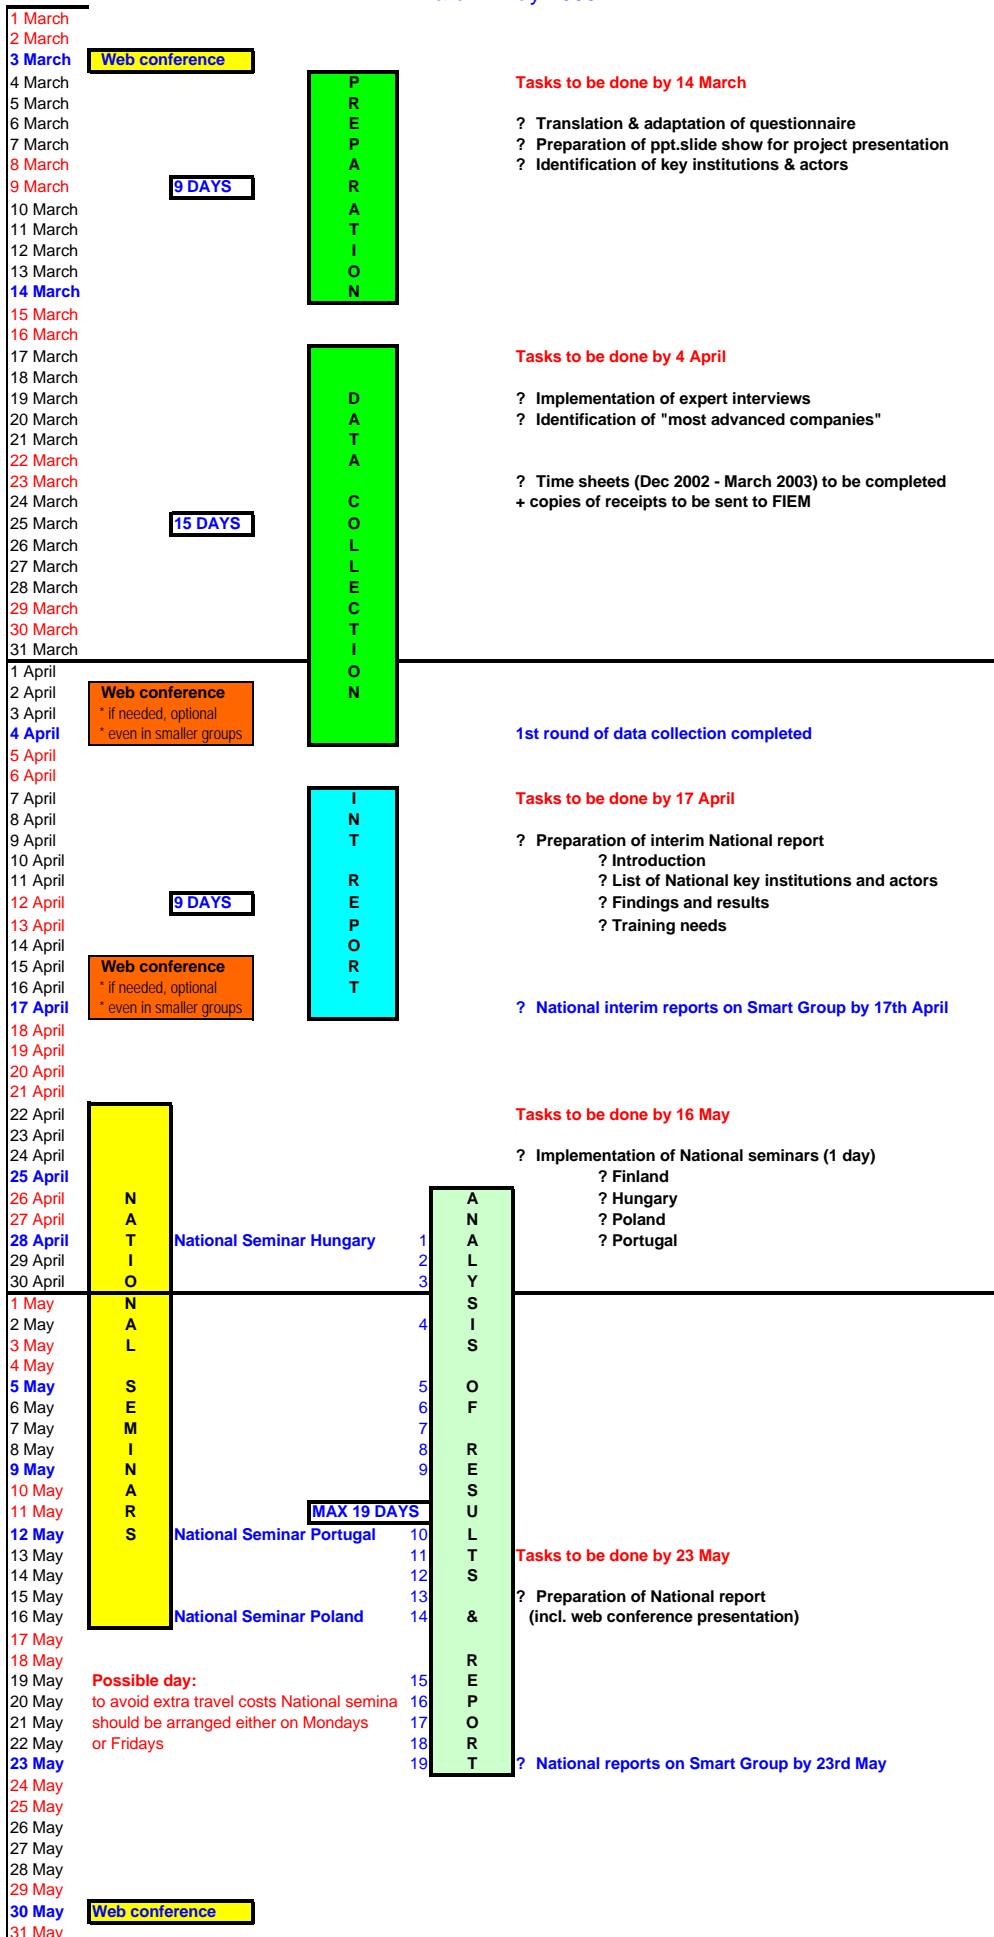 1 March
2 March
3 March Web conference
4 March P Tasks to be done by 14 March
5 March R
6 March E ? Translation & adaptation of questionnaire
7 March P ? Preparation of ppt.slide show for project presentation
8 March A ? Identification of key institutions & actors
9 March 9 DAYS R
10 March A
11 March T
12 March I
13 March O
14 March N
15 March
16 March
17 March Tasks to be done by 4 April
18 March
19 March D ? Implementation of expert interviews
20 March A ? Identification of "most advanced companies"
21 March T
22 March A
23 March ? Time sheets (Dec 2002 - March 2003) to be completed
24 March C + copies of receipts to be sent to FIEM
25 March 15 DAYS O
26 March L
27 March L
28 March E
29 March C
30 March T
31 March I
1 April O
2 April Web conference N
3 April * if needed, optional
4 April * even in smaller groups 1st round of data collection completed
5 April
6 April
7 April I Tasks to be done by 17 April
8 April N
9 April T ? Preparation of interim National report
10 April ? Introduction
11 April R ? List of National key institutions and actors
12 April 9 DAYS E ? Findings and results
13 April P ? Training needs
14 April O
15 April Web conference R
16 April * if needed, optional T
17 April * even in smaller groups ? National interim reports on Smart Group by 17th April
18 April
19 April
20 April
21 April
22 April Tasks to be done by 16 May
23 April
24 April ? Implementation of National seminars (1 day)
25 April ? Finland
26 April N A ? Hungary
27 April A N ? Poland
28 April T National Seminar Hungary 1 A ? Portugal
29 April I 2 L
30 April O 3 Y
1 May N S
2 May A 4 I
3 May L S
4 May
5 May S 5 O
6 May E 6 F
7 May M 7
8 May I 8 R
9 May N 9 E
10 May A S
11 May R MAX 19 DAYS U
12 May S National Seminar Portugal 10 L
13 May 11 T Tasks to be done by 23 May
14 May 12 S
15 May 13 ? Preparation of National report
16 May National Seminar Poland 14 & (incl. web conference presentation)
17 May
18 May R
19 May Possible day: 15 E
20 May to avoid extra travel costs National semina 16 P
21 May should be arranged either on Mondays 17 O
22 May or Fridays 18 R
23 May 19 T ? National reports on Smart Group by 23rd May
24 May
25 May
26 May
27 May
28 May
29 May
30 May Web conference
31 May